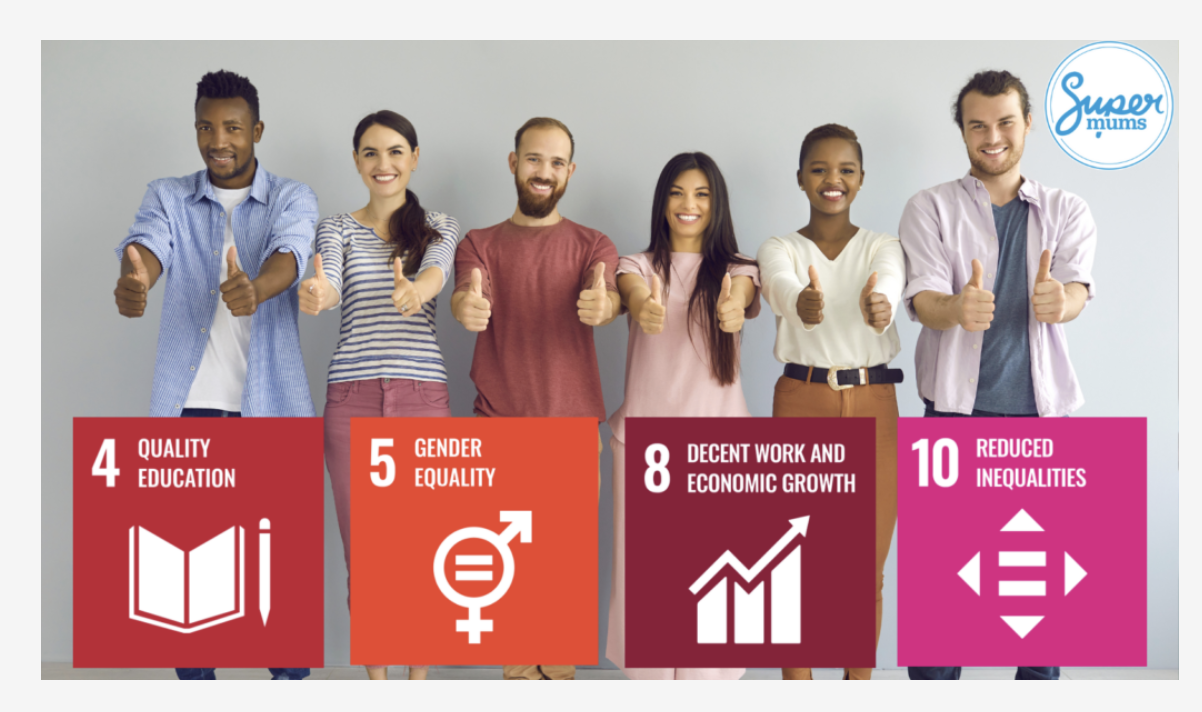 Super
mums
4 QUALITY
EDUCATION
5 GENDER
EQUALITY
8 DECENT WORK AND
ECONOMIC GROWTH
10 REDUCED
INEQUALITIES